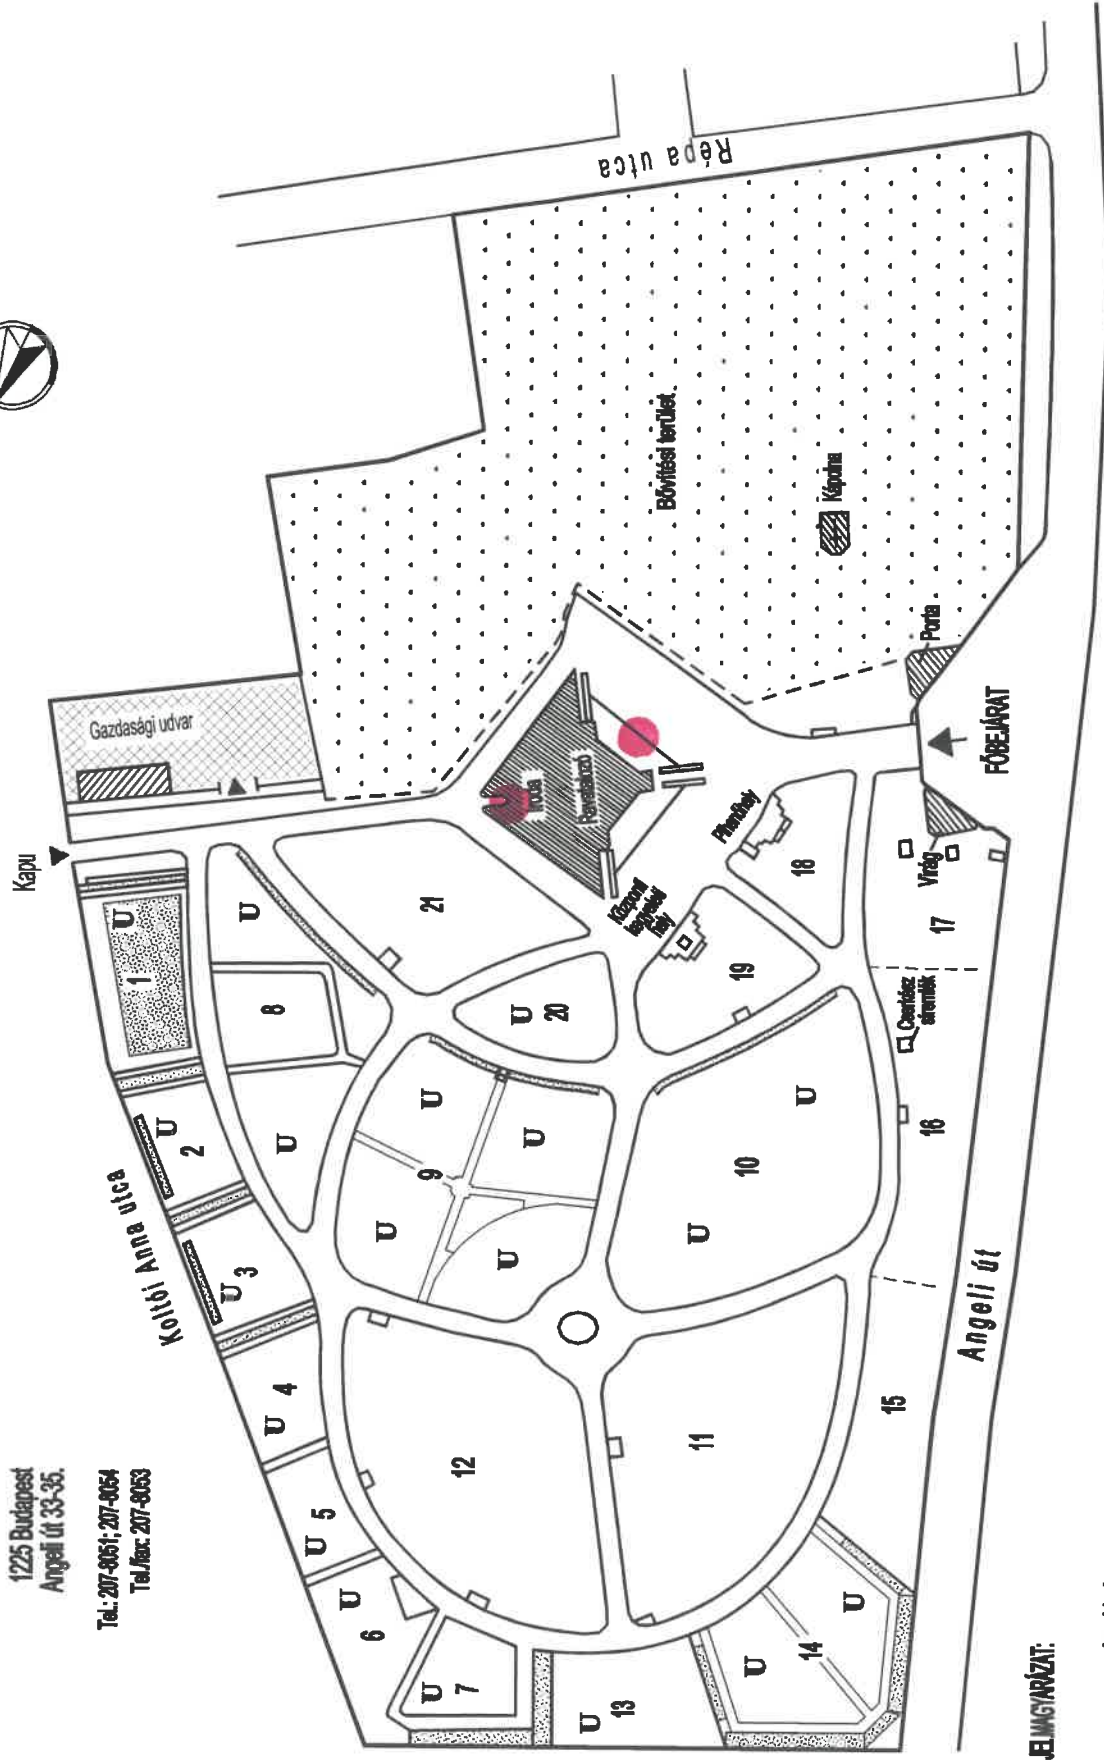 1225 Budapest
Angeli út 33-35.
Tel.: 207-8051; 207-8054
Tel./fax: 207-8053
Kapu
Gazdasági udvar
Répa utca
Koltói Anna utca
U
1
U
2
U
3
U
4
U
5
U
6
U
7
U
8
U
21
U
20
U
U
9
U
U
10
U
U
19
18
17
16
15
12
11
U
13
U
14
U
Iroda
Ravatalozó
Központi
hely
Pihenőhely
Bővítési terület
Kápolna
Porta
FŐBEJÁRAT
Virág
Cserkész
síremlék
Angeli út
JELMAGYARÁZAT: